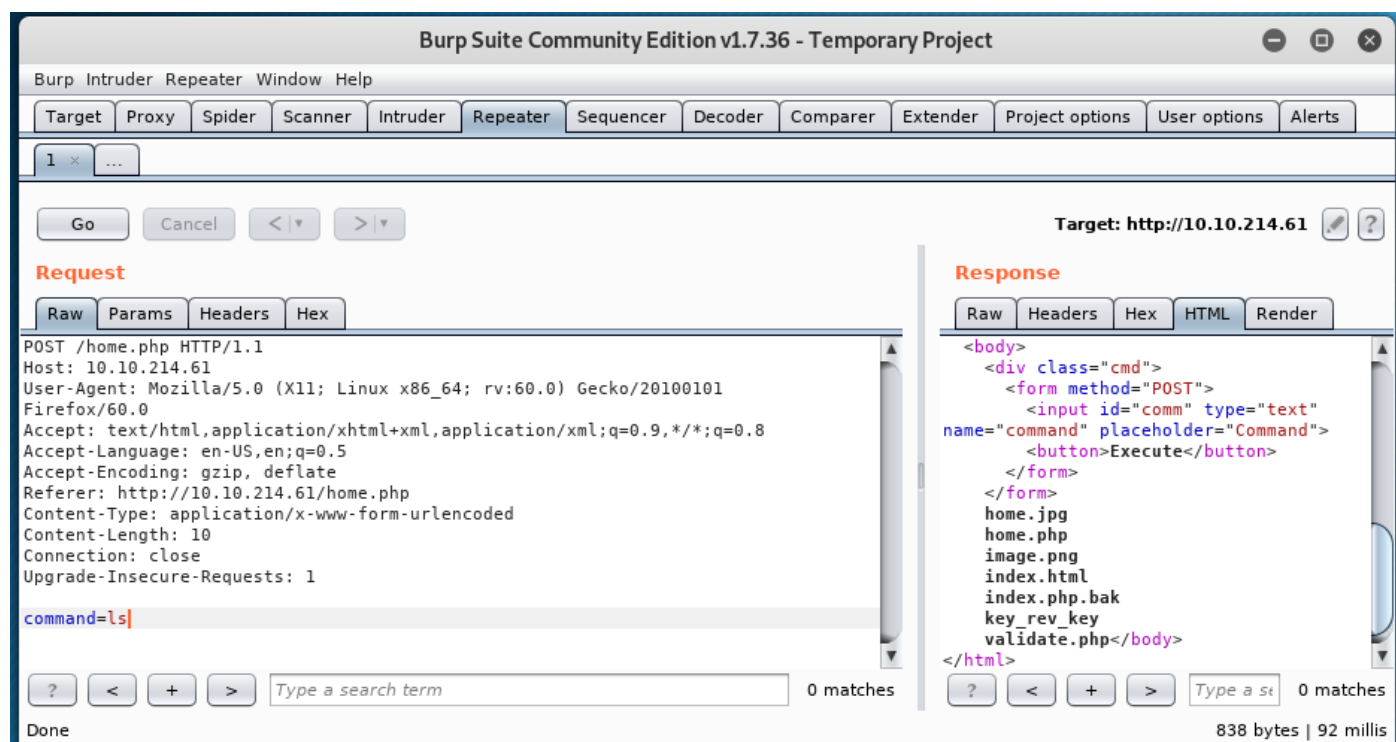 Burp Suite Community Edition v1.7.36 - Temporary Project
Burp Intruder Repeater Window Help
Target Proxy Spider Scanner Intruder Repeater Sequencer Decoder Comparer Extender Project options User options Alerts
1 × ...
Go Cancel < | ▾ > | ▾ Target: http://10.10.214.61 ?
Request
Raw Params Headers Hex
POST /home.php HTTP/1.1
Host: 10.10.214.61
User-Agent: Mozilla/5.0 (X11; Linux x86_64; rv:60.0) Gecko/20100101
Firefox/60.0
Accept: text/html,application/xhtml+xml,application/xml;q=0.9,*/*;q=0.8
Accept-Language: en-US,en;q=0.5
Accept-Encoding: gzip, deflate
Referer: http://10.10.214.61/home.php
Content-Type: application/x-www-form-urlencoded
Content-Length: 10
Connection: close
Upgrade-Insecure-Requests: 1
command=ls
? < + > Type a search term 0 matches
Response
Raw Headers Hex HTML Render
<body>
<div class="cmd">
<form method="POST">
<input id="comm" type="text"
name="command" placeholder="Command">
<button>Execute</button>
</form>
</form>
home.jpg
home.php
image.png
index.html
index.php.bak
key_rev_key
validate.php</body>
</html>
? < + > Type a se 0 matches
Done 838 bytes | 92 millis